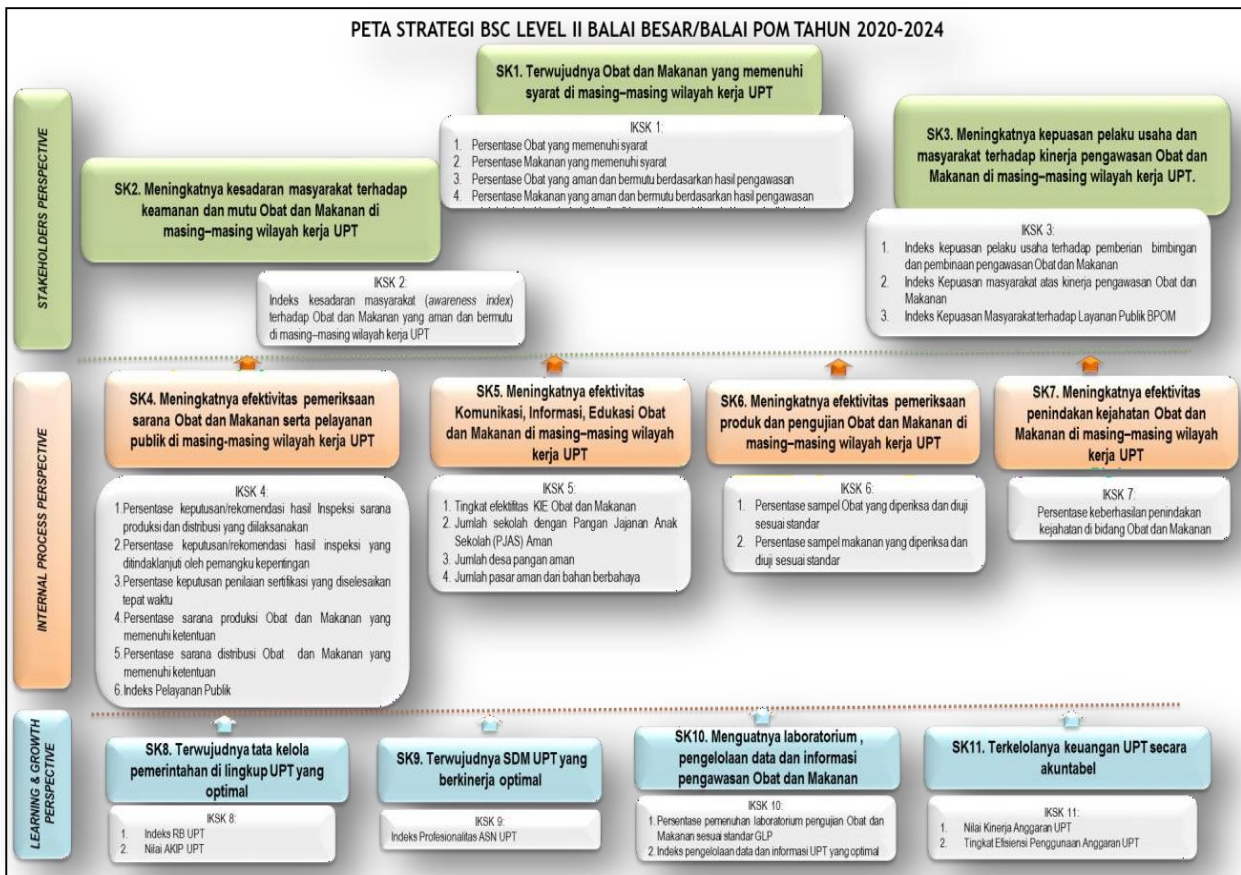 PETA STRATEGI BSC LEVEL II BALAI BESAR/BALAI POM TAHUN 2020-2024
STAKEHOLDERS PERSPECTIVE
SK1. Terwujudnya Obat dan Makanan yang memenuhi
syarat di masing–masing wilayah kerja UPT
IKSK 1:
1. Persentase Obat yang memenuhi syarat
2. Persentase Makanan yang memenuhi syarat
3. Persentase Obat yang aman dan bermutu berdasarkan hasil pengawasan
4. Persentase Makanan yang aman dan bermutu berdasarkan hasil pengawasan
SK2. Meningkatnya kesadaran masyarakat terhadap
keamanan dan mutu Obat dan Makanan di
masing–masing wilayah kerja UPT
IKSK 2:
Indeks kesadaran masyarakat (awareness index)
terhadap Obat dan Makanan yang aman dan bermutu
di masing–masing wilayah kerja UPT
SK3. Meningkatnya kepuasan pelaku usaha dan
masyarakat terhadap kinerja pengawasan Obat dan
Makanan di masing–masing wilayah kerja UPT.
IKSK 3:
1. Indeks kepuasan pelaku usaha terhadap pemberian bimbingan
dan pembinaan pengawasan Obat dan Makanan
2. Indeks Kepuasan masyarakat atas kinerja pengawasan Obat dan
Makanan
3. Indeks Kepuasan Masyarakat terhadap Layanan Publik BPOM
INTERNAL PROCESS PERSPECTIVE
SK4. Meningkatnya efektivitas pemeriksaan
sarana Obat dan Makanan serta pelayanan
publik di masing-masing wilayah kerja UPT
IKSK 4:
1.Persentase keputusan/rekomendasi hasil Inspeksi sarana
produksi dan distribusi yang dilaksanakan
2.Persentase keputusan/rekomendasi hasil inspeksi yang
ditindaklanjuti oleh pemangku kepentingan
3.Persentase keputusan penilaian sertifikasi yang diselesaikan
tepat waktu
4.Persentase sarana produksi Obat dan Makanan yang
memenuhi ketentuan
5.Persentase sarana distribusi Obat dan Makanan yang
memenuhi ketentuan
6.Indeks Pelayanan Publik
SK5. Meningkatnya efektivitas
Komunikasi, Informasi, Edukasi Obat
dan Makanan di masing–masing wilayah
kerja UPT
IKSK 5:
1. Tingkat efektifitas KIE Obat dan Makanan
2. Jumlah sekolah dengan Pangan Jajanan Anak
Sekolah (PJAS) Aman
3. Jumlah desa pangan aman
4. Jumlah pasar aman dari bahan berbahaya
SK6. Meningkatnya efektivitas pemeriksaan
produk dan pengujian Obat dan Makanan di
masing–masing wilayah kerja UPT
IKSK 6:
1. Persentase sampel Obat yang diperiksa dan diuji
sesuai standar
2. Persentase sampel makanan yang diperiksa dan
diuji sesuai standar
SK7. Meningkatnya efektivitas
penindakan kejahatan Obat dan
Makanan di masing–masing wilayah
kerja UPT
IKSK 7:
Persentase keberhasilan penindakan
kejahatan di bidang Obat dan Makanan
LEARNING & GROWTH
PERSPECTIVE
SK8. Terwujudnya tata kelola
pemerintahan di lingkup UPT yang
optimal
IKSK 8:
1. Indeks RB UPT
2. Nilai AKIP UPT
SK9. Terwujudnya SDM UPT yang
berkinerja optimal
IKSK 9:
Indeks Profesionalitas ASN UPT
SK10. Menguatnya laboratorium ,
pengelolaan data dan informasi
pengawasan Obat dan Makanan
IKSK 10:
1.Persentase pemenuhan laboratorium pengujian Obat dan
Makanan sesuai standar GLP
2.Indeks pengelolaan data dan informasi UPT yang optimal
SK11. Terkelolanya keuangan UPT secara
akuntabel
IKSK 11:
1. Nilai Kinerja Anggaran UPT
2. Tingkat Efisiensi Penggunaan Anggaran UPT